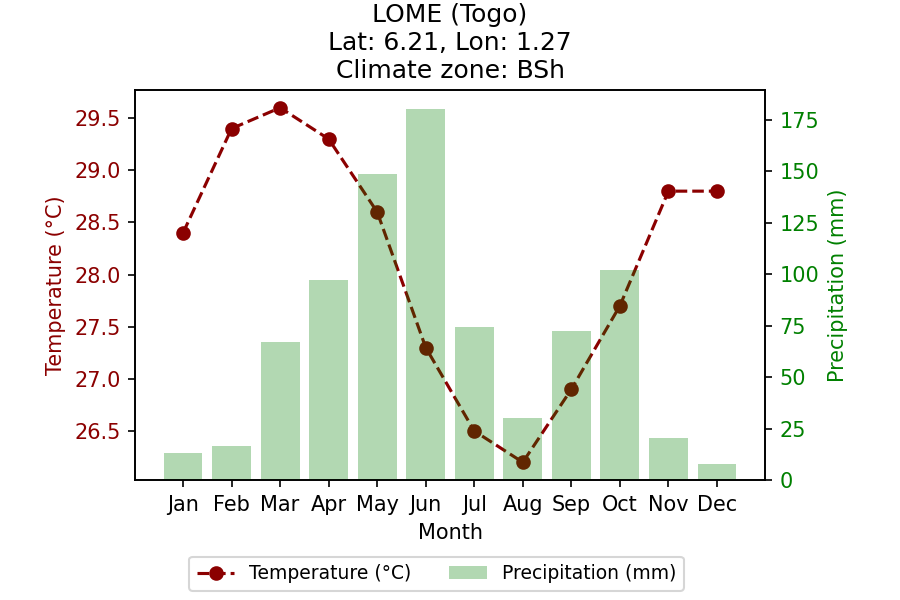 LOME (Togo)
Lat: 6.21, Lon: 1.27
Climate zone: BSh
29.5
29.0
28.5
28.0
27.5
27.0
26.5
Temperature (°C)
175
150
125
100
75
50
25
0
Precipitation (mm)
Jan Feb Mar Apr May Jun Jul Aug Sep Oct Nov Dec
Month
Temperature (°C) Precipitation (mm)